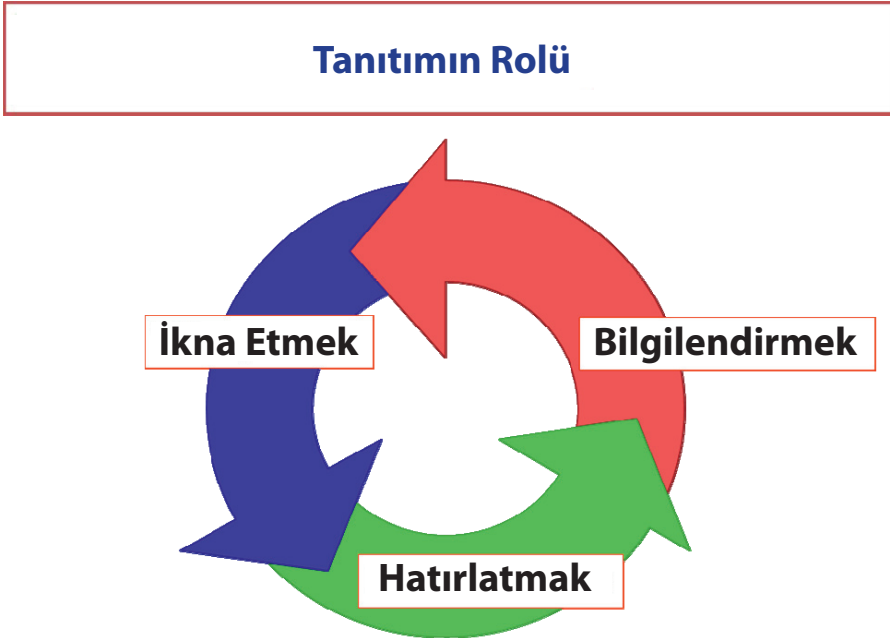 Tanıtımın Rolü
İkna Etmek
Bilgilendirmek
Hatırlatmak